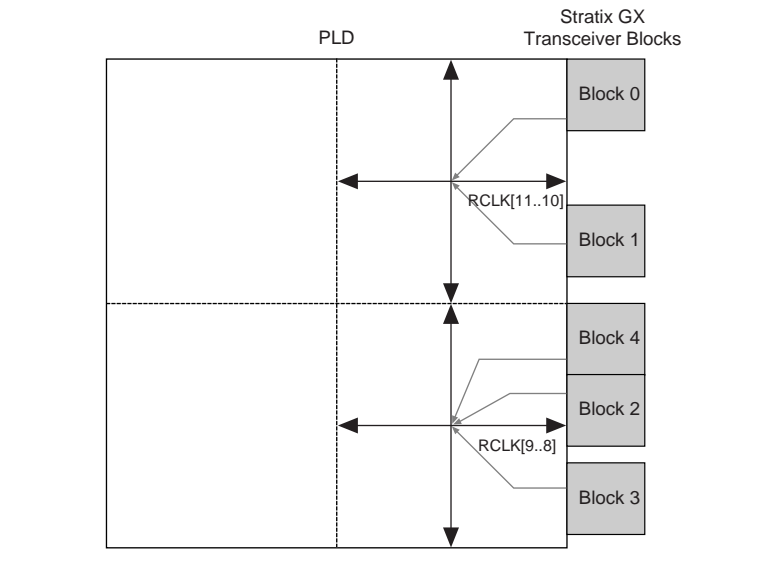 Stratix GX
PLD
Transceiver Blocks
Block 0
RCLK[11..10]
Block 1
Block 4
Block 2
RCLK[9..8]
Block 3